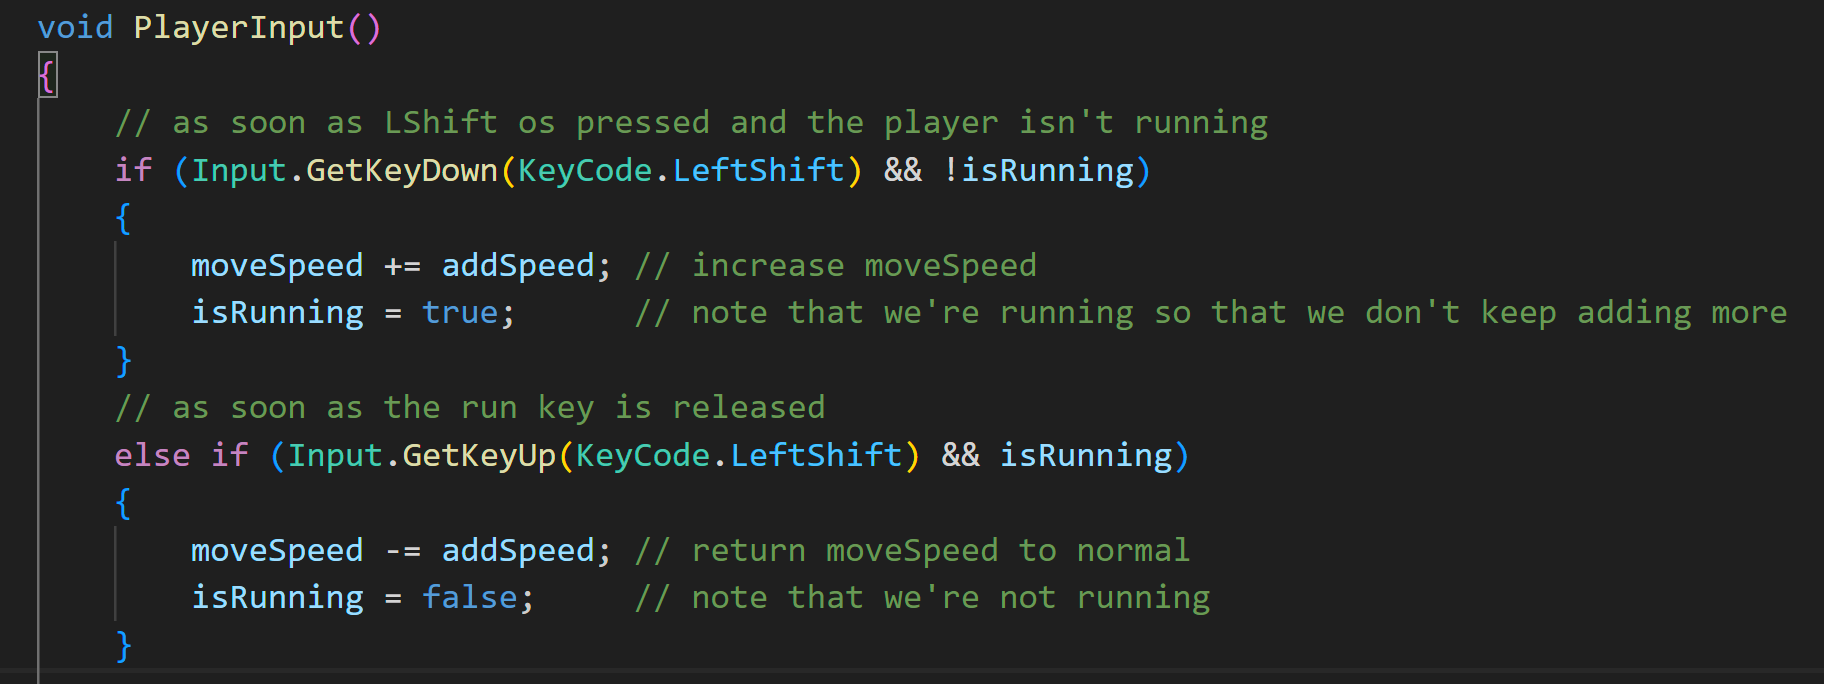 void PlayerInput()
{
    // as soon as LShift os pressed and the player isn't running
    if (Input.GetKeyDown(KeyCode.LeftShift) && !isRunning)
    {
        moveSpeed += addSpeed; // increase moveSpeed
        isRunning = true;      // note that we're running so that we don't keep adding more
    }
    // as soon as the run key is released
    else if (Input.GetKeyUp(KeyCode.LeftShift) && isRunning)
    {
        moveSpeed -= addSpeed; // return moveSpeed to normal
        isRunning = false;     // note that we're not running
    }